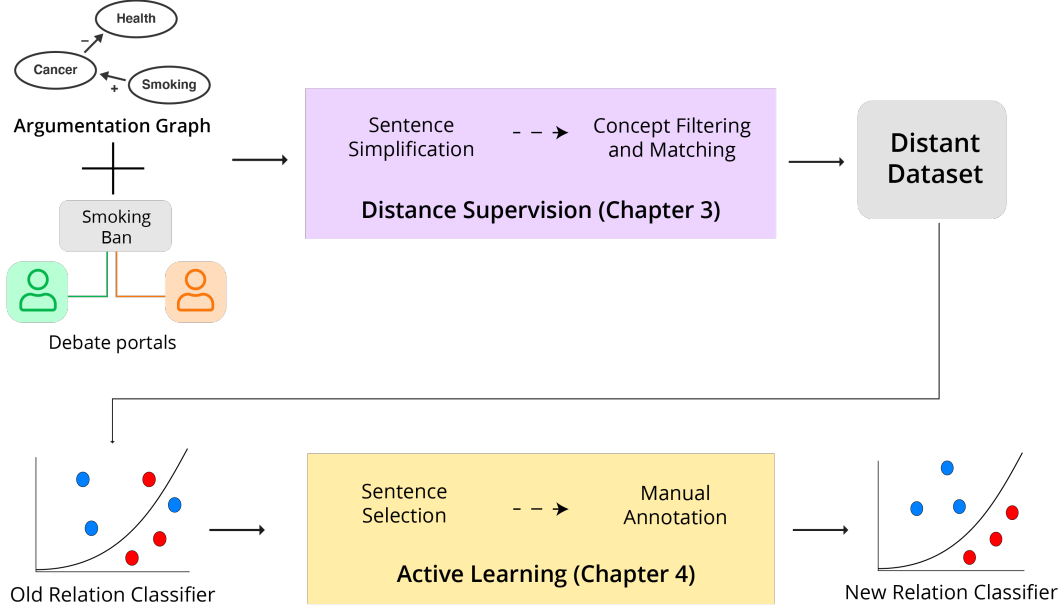 Health
−
Cancer
Smoking
+
Argumentation Graph
Smoking
Ban
Debate portals
Sentence
Simplification
Concept Filtering
and Matching
Distance Supervision (Chapter 3)
Distant
Dataset
Old Relation Classifier
Sentence
Selection
Manual
Annotation
Active Learning (Chapter 4)
New Relation Classifier